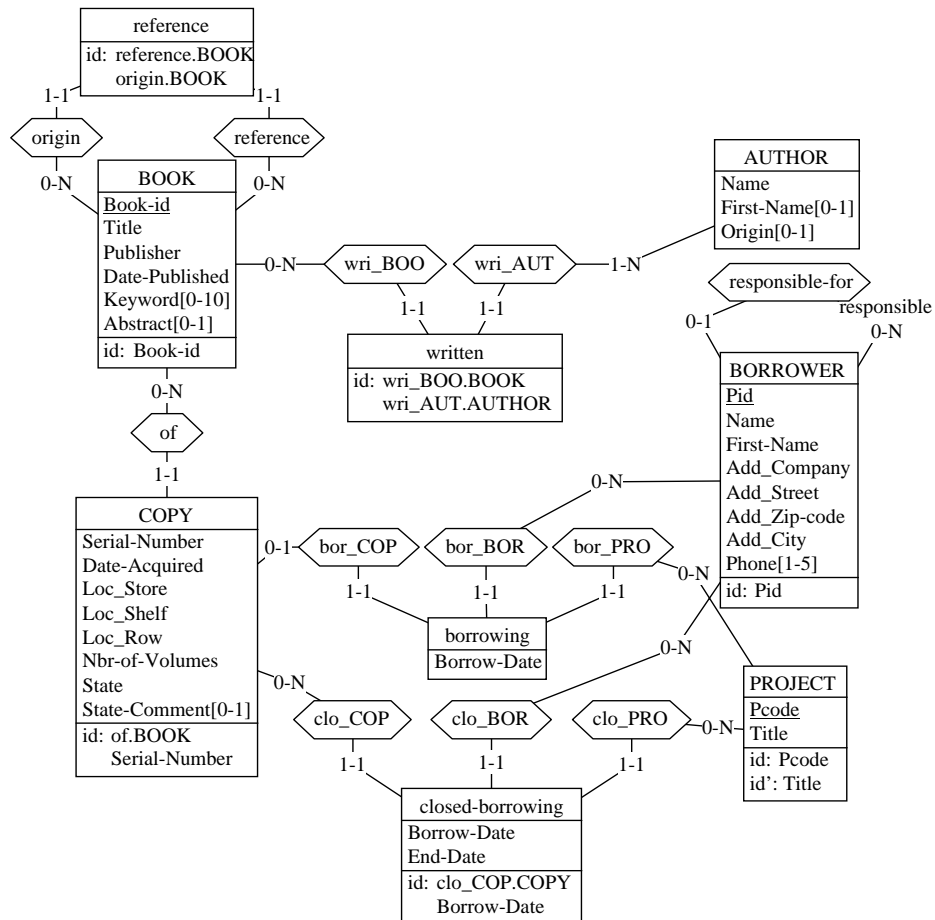 reference
id: reference.BOOK
origin.BOOK
1-1
1-1
origin
reference
0-N
0-N
BOOK
Book-id
Title
Publisher
Date-Published
Keyword[0-10]
Abstract[0-1]
id: Book-id
AUTHOR
Name
First-Name[0-1]
Origin[0-1]
0-N
wri_BOO
wri_AUT
1-N
1-1
1-1
written
id: wri_BOO.BOOK
wri_AUT.AUTHOR
responsible-for
responsible
0-1
0-N
BORROWER
Pid
Name
First-Name
Add_Company
Add_Street
Add_Zip-code
Add_City
Phone[1-5]
id: Pid
0-N
of
1-1
COPY
Serial-Number
Date-Acquired
Loc_Store
Loc_Shelf
Loc_Row
Nbr-of-Volumes
State
State-Comment[0-1]
id: of.BOOK
Serial-Number
0-N
0-1
bor_COP
bor_BOR
bor_PRO
0-N
1-1
1-1
1-1
borrowing
Borrow-Date
0-N
0-N
clo_COP
clo_BOR
clo_PRO
0-N
PROJECT
Pcode
Title
id: Pcode
id’: Title
1-1
1-1
1-1
closed-borrowing
Borrow-Date
End-Date
id: clo_COP.COPY
Borrow-Date